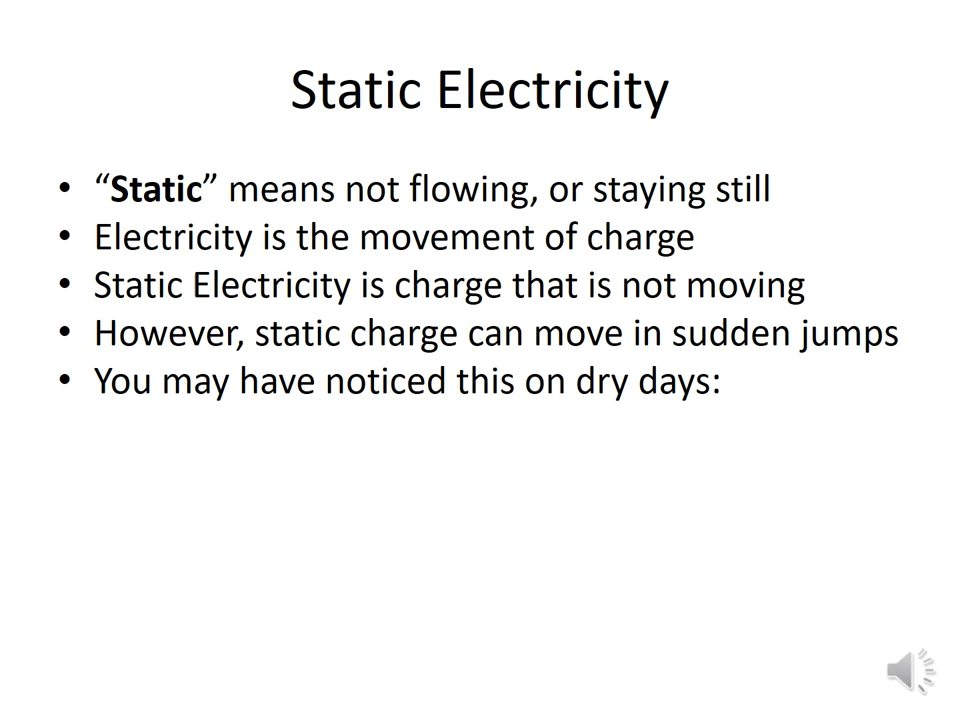 Static Electricity
• “Static” means not flowing, or staying still
• Electricity is the movement of charge
• Static Electricity is charge that is not moving
• However, static charge can move in sudden jumps
• You may have noticed this on dry days: